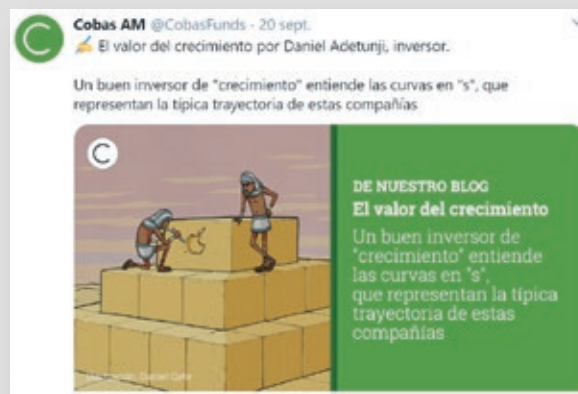 Cobas AM @CobasFunds · 20 sept.
✍ El valor del crecimiento por Daniel Adetunji, inversor.
Un buen inversor de "crecimiento" entiende las curvas en "s", que
representan la típica trayectoria de estas compañías
C
DE NUESTRO BLOG
El valor del crecimiento
Un buen inversor de
"crecimiento" entiende
las curvas en "s",
que representan la típica
trayectoria de estas
compañías